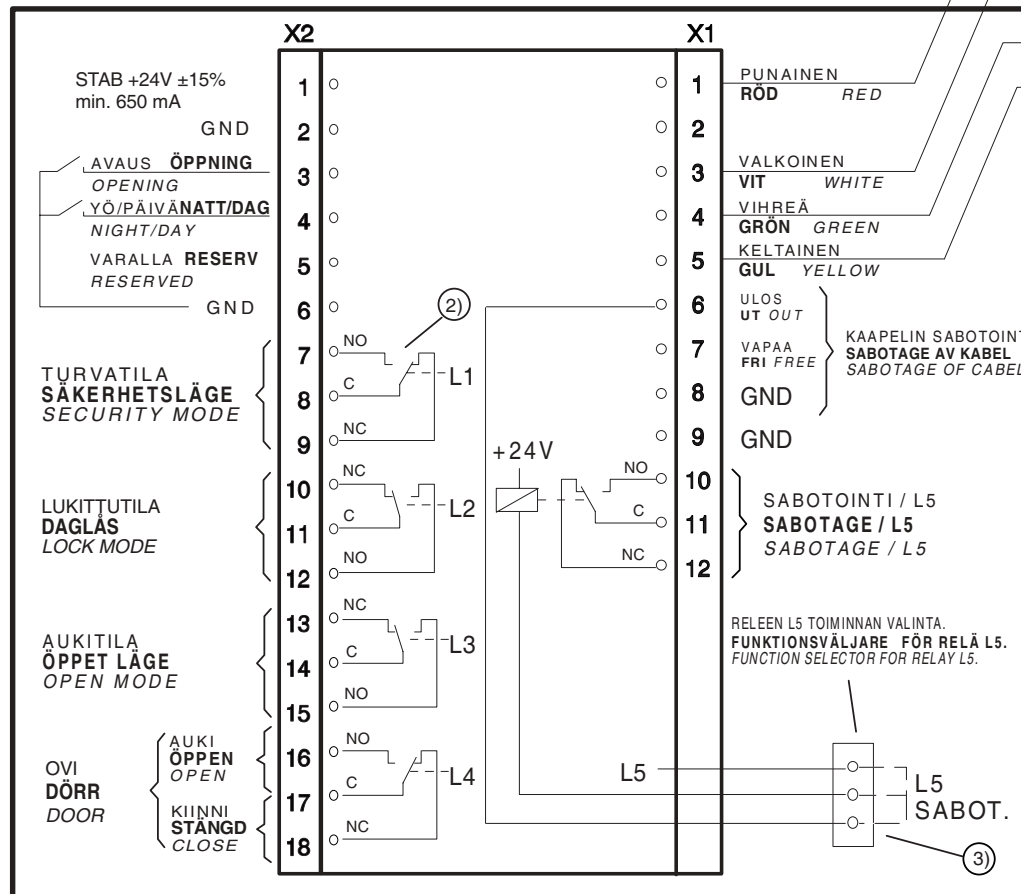 X2
X1
STAB +24V ±15%
min. 650 mA
GND
AVAUS ÖPPNING
OPENING
YÖ/PÄIVÄ NATT/DAG
NIGHT/DAY
VARALLA RESERV
RESERVED
GND
TURVATILA
SÄKERHETSLÄGE
SECURITY MODE
LUKITTUTILA
DAGLÅS
LOCK MODE
AUKITILA
ÖPPET LÄGE
OPEN MODE
OVI
DÖRR
DOOR
AUKI
ÖPPEN
OPEN
KIINNI
STÄNGD
CLOSE
1
2
3
4
5
6
7
8
9
10
11
12
13
14
15
16
17
18
2)
NO
C
NC
L1
NC
C
NO
L2
NC
C
NO
L3
NO
C
NC
L4
+24V
NO
C
NC
1
2
3
4
5
6
7
8
9
10
11
12
PUNAINEN
RÖD RED
VALKOINEN
VIT WHITE
VIHREÄ
GRÖN GREEN
KELTAINEN
GUL YELLOW
ULOS
UT OUT
VAPAA
FRI FREE
GND
GND
KAAPELIN SABOTOINT
SABOTAGE AV KABEL
SABOTAGE OF CABEL
SABOTOINTI / L5
SABOTAGE / L5
SABOTAGE / L5
RELEEN L5 TOIMINNAN VALINTA.
FUNKTIONSVÄLJARE FÖR RELÄ L5.
FUNCTION SELECTOR FOR RELAY L5.
L5
L5
SABOT.
3)